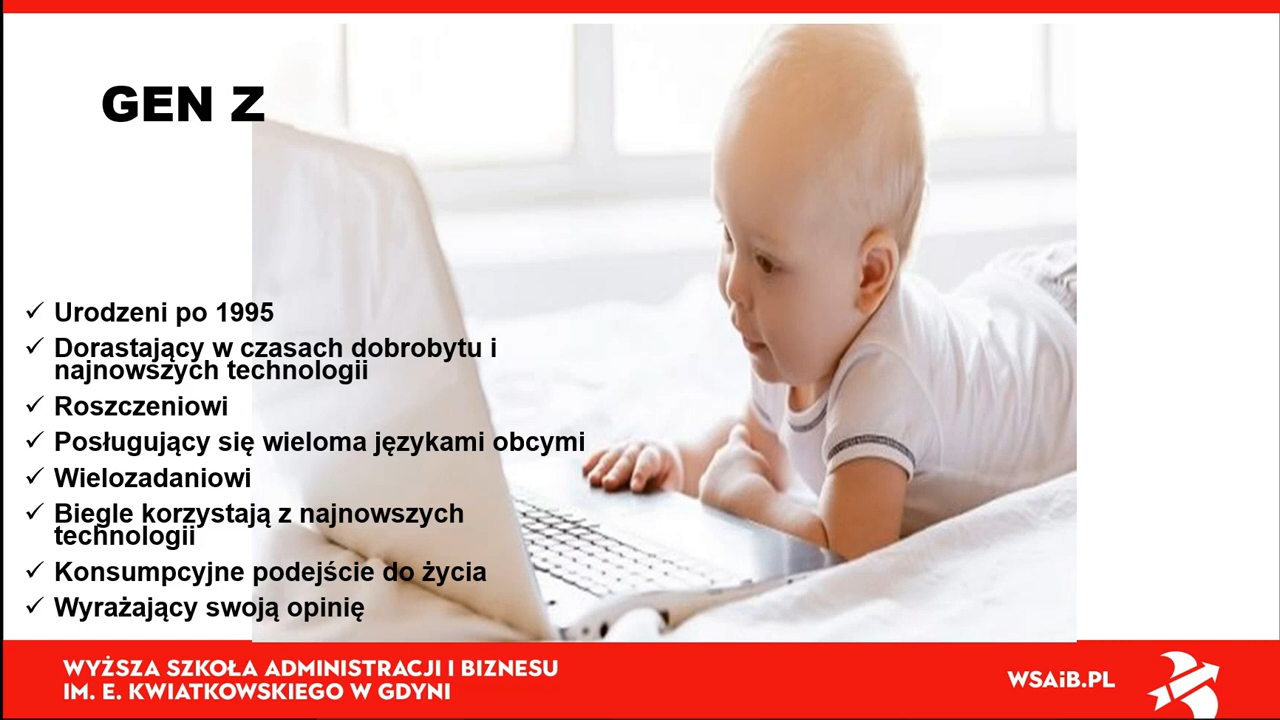 GEN Z
✓ Urodzeni po 1995
✓ Dorastający w czasach dobrobytu i
najnowszych technologii
✓ Roszczeniowi
✓ Posługujący się wieloma językami obcymi
✓ Wielozadaniowi
✓ Biegle korzystają z najnowszych
technologii
✓ Konsumpcyjne podejście do życia
✓ Wyrażający swoją opinię
WYŻSZA SZKOŁA ADMINISTRACJI I BIZNESU
IM. E. KWIATKOWSKIEGO W GDYNI
WSAiB.PL